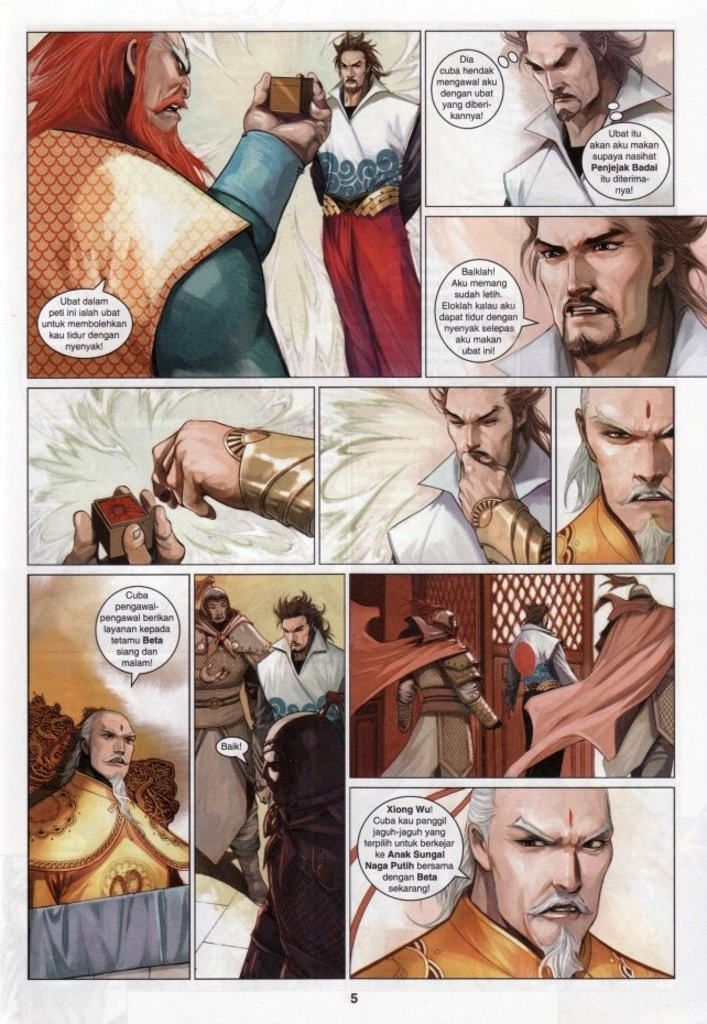 Ubat dalam
peti ini ialah ubat
untuk membolehkan
kau tidur dengan
nyenyak!
Dia
cuba hendak
mengawal aku
dengan ubat
yang diberi-
kannya!
Ubat itu
akan aku makan
supaya nasihat
Penjejak Badai
itu diterima-
nya!
Baiklah!
Aku memang
sudah letih.
Eloklah kalau aku
dapat tidur dengan
nyenyak selepas
aku makan
ubat ini!
Cuba
pengawal-
pengawal berikan
layanan kepada
tetamu Beta
siang dan
malam!
Baik!
Xiong Wu!
Cuba kau panggil
jaguh-jaguh yang
terpilih untuk berkejar
ke Anak Sungai
Naga Putih bersama
dengan Beta
sekarang!
5